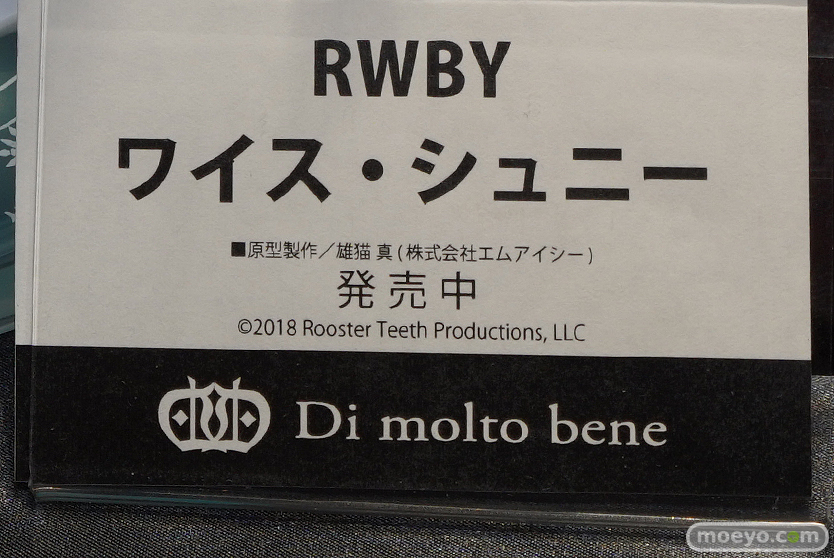 RWBY
ワイス・シュニー
■原型製作／雄猫 真 (株式会社エムアイシー)
発売中
©2018 Rooster Teeth Productions, LLC
Di molto bene
moeyo.com